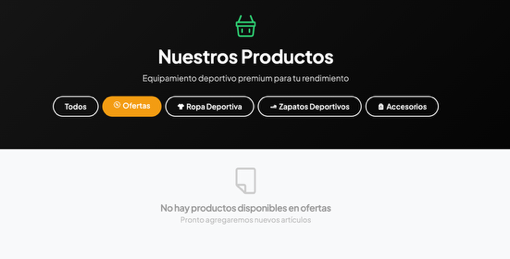 Nuestros Productos
Equipamiento deportivo premium para tu rendimiento
Todos
Ofertas
Ropa Deportiva
Zapatos Deportivos
Accesorios
No hay productos disponibles en ofertas
Pronto agregaremos nuevos artículos